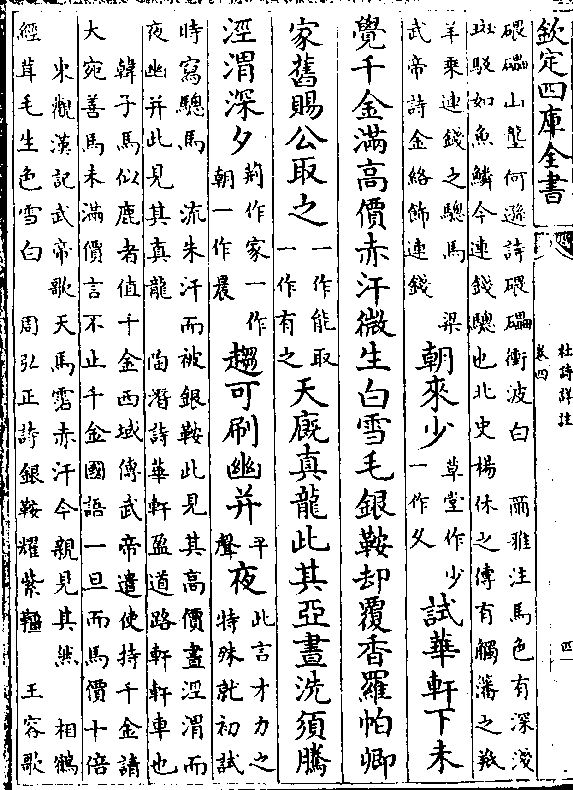 欽定四庫全書
杜詩詳註
卷四
四
磈礧山壟何遜詩磈礧衝波白 爾雅注馬色有深淺
斑駁如魚鱗今連錢驄也北史楊休之傳有觸藩之羝
羊乘連錢之驄馬 梁
武帝詩金絡飾連錢
朝來少
草堂作少
一作久
試華軒下未
覺千金滿高價赤汗微生白雪毛銀鞍却覆香羅帕卿
家舊賜公取之
一作能取
一作有之
天廐真龍此其亞晝洗須騰
涇渭深夕
荊作家一作
朝一作晨
趨可刷幽并
平
聲
夜
此言才力之
特殊就初試
時寫驄馬 流朱汗而被銀鞍此見其高價晝涇渭而
夜幽并此見其真龍 陶潛詩華軒盈道路軒軒車也
韓子馬似鹿者值千金西域傳武帝遣使持千金請
大宛善馬未滿價言不止千金國語一旦而馬價十倍
東觀漢記武帝歌天馬霑赤汗今親見其然 相鶴
經茸毛生色雪白 周弘正詩銀鞍耀紫韁 王容歌